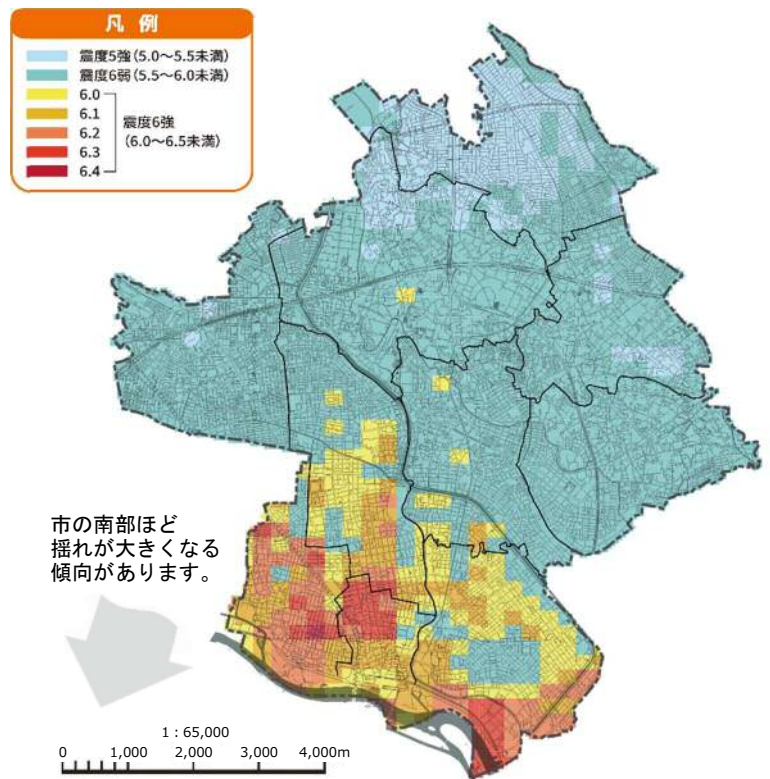 凡 例
震度5強(5.0～5.5未満)
震度6弱(5.5～6.0未満)
6.0
6.1
6.2
6.3
6.4
震度6強
(6.0～6.5未満)
市の南部ほど
揺れが大きくなる
傾向があります。
1：65,000
0 1,000 2,000 3,000 4,000m